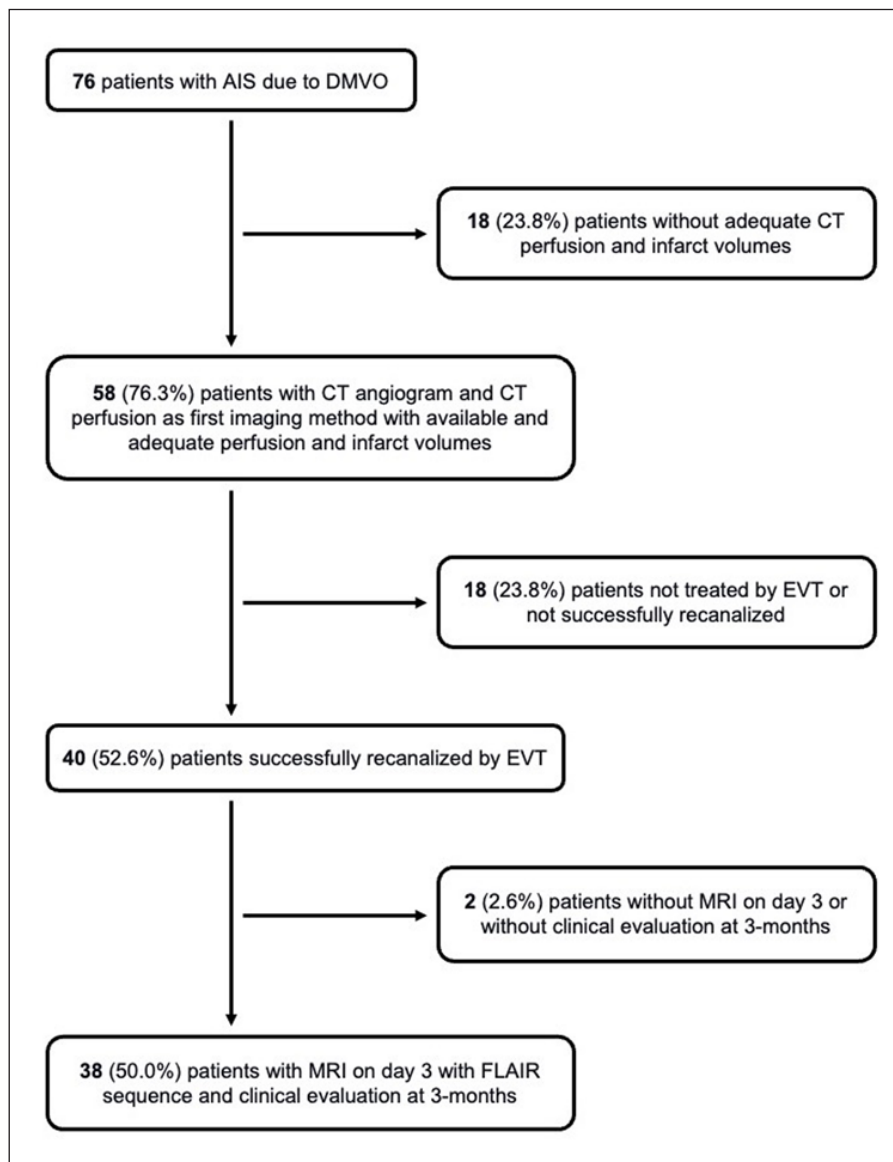 76 patients with AIS due to DMVO
18 (23.8%) patients without adequate CT
perfusion and infarct volumes
58 (76.3%) patients with CT angiogram and CT
perfusion as first imaging method with available and
adequate perfusion and infarct volumes
18 (23.8%) patients not treated by EVT or
not successfully recanalized
40 (52.6%) patients successfully recanalized by EVT
2 (2.6%) patients without MRI on day 3 or
without clinical evaluation at 3-months
38 (50.0%) patients with MRI on day 3 with FLAIR
sequence and clinical evaluation at 3-months